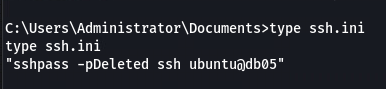 C:\Users\Administrator\Documents>type ssh.ini
type ssh.ini
"sshpass -pDeleted ssh ubuntu@db05"